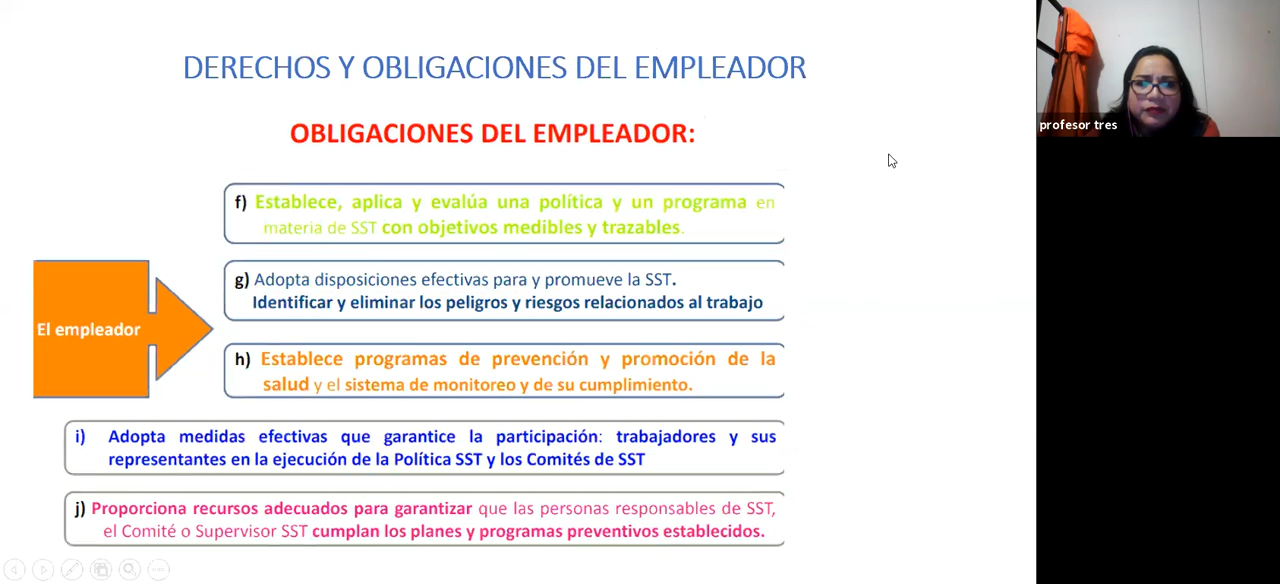 DERECHOS Y OBLIGACIONES DEL EMPLEADOR
OBLIGACIONES DEL EMPLEADOR:
profesor tres
f) Establece, aplica y evalúa una política y un programa en
materia de SST con objetivos medibles y trazables.
g) Adopta disposiciones efectivas para y promueve la SST.
Identificar y eliminar los peligros y riesgos relacionados al trabajo
El empleador
h) Establece programas de prevención y promoción de la
salud y el sistema de monitoreo y de su cumplimiento.
i) Adopta medidas efectivas que garantice la participación: trabajadores y sus
representantes en la ejecución de la Política SST y los Comités de SST
j) Proporciona recursos adecuados para garantizar que las personas responsables de SST,
el Comité o Supervisor SST cumplan los planes y programas preventivos establecidos.